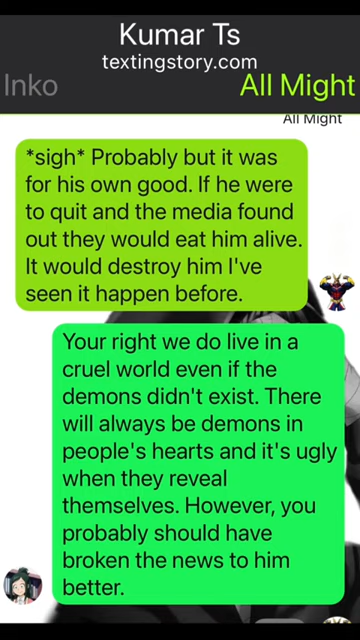 Kumar Ts
textingstory.com
Inko
All Might
All Might
*sigh* Probably but it was
for his own good. If he were
to quit and the media found
out they would eat him alive.
It would destroy him I've
seen it happen before.
Your right we do live in a
cruel world even if the
demons didn't exist. There
will always be demons in
people's hearts and it's ugly
when they reveal
themselves. However, you
probably should have
broken the news to him
better.